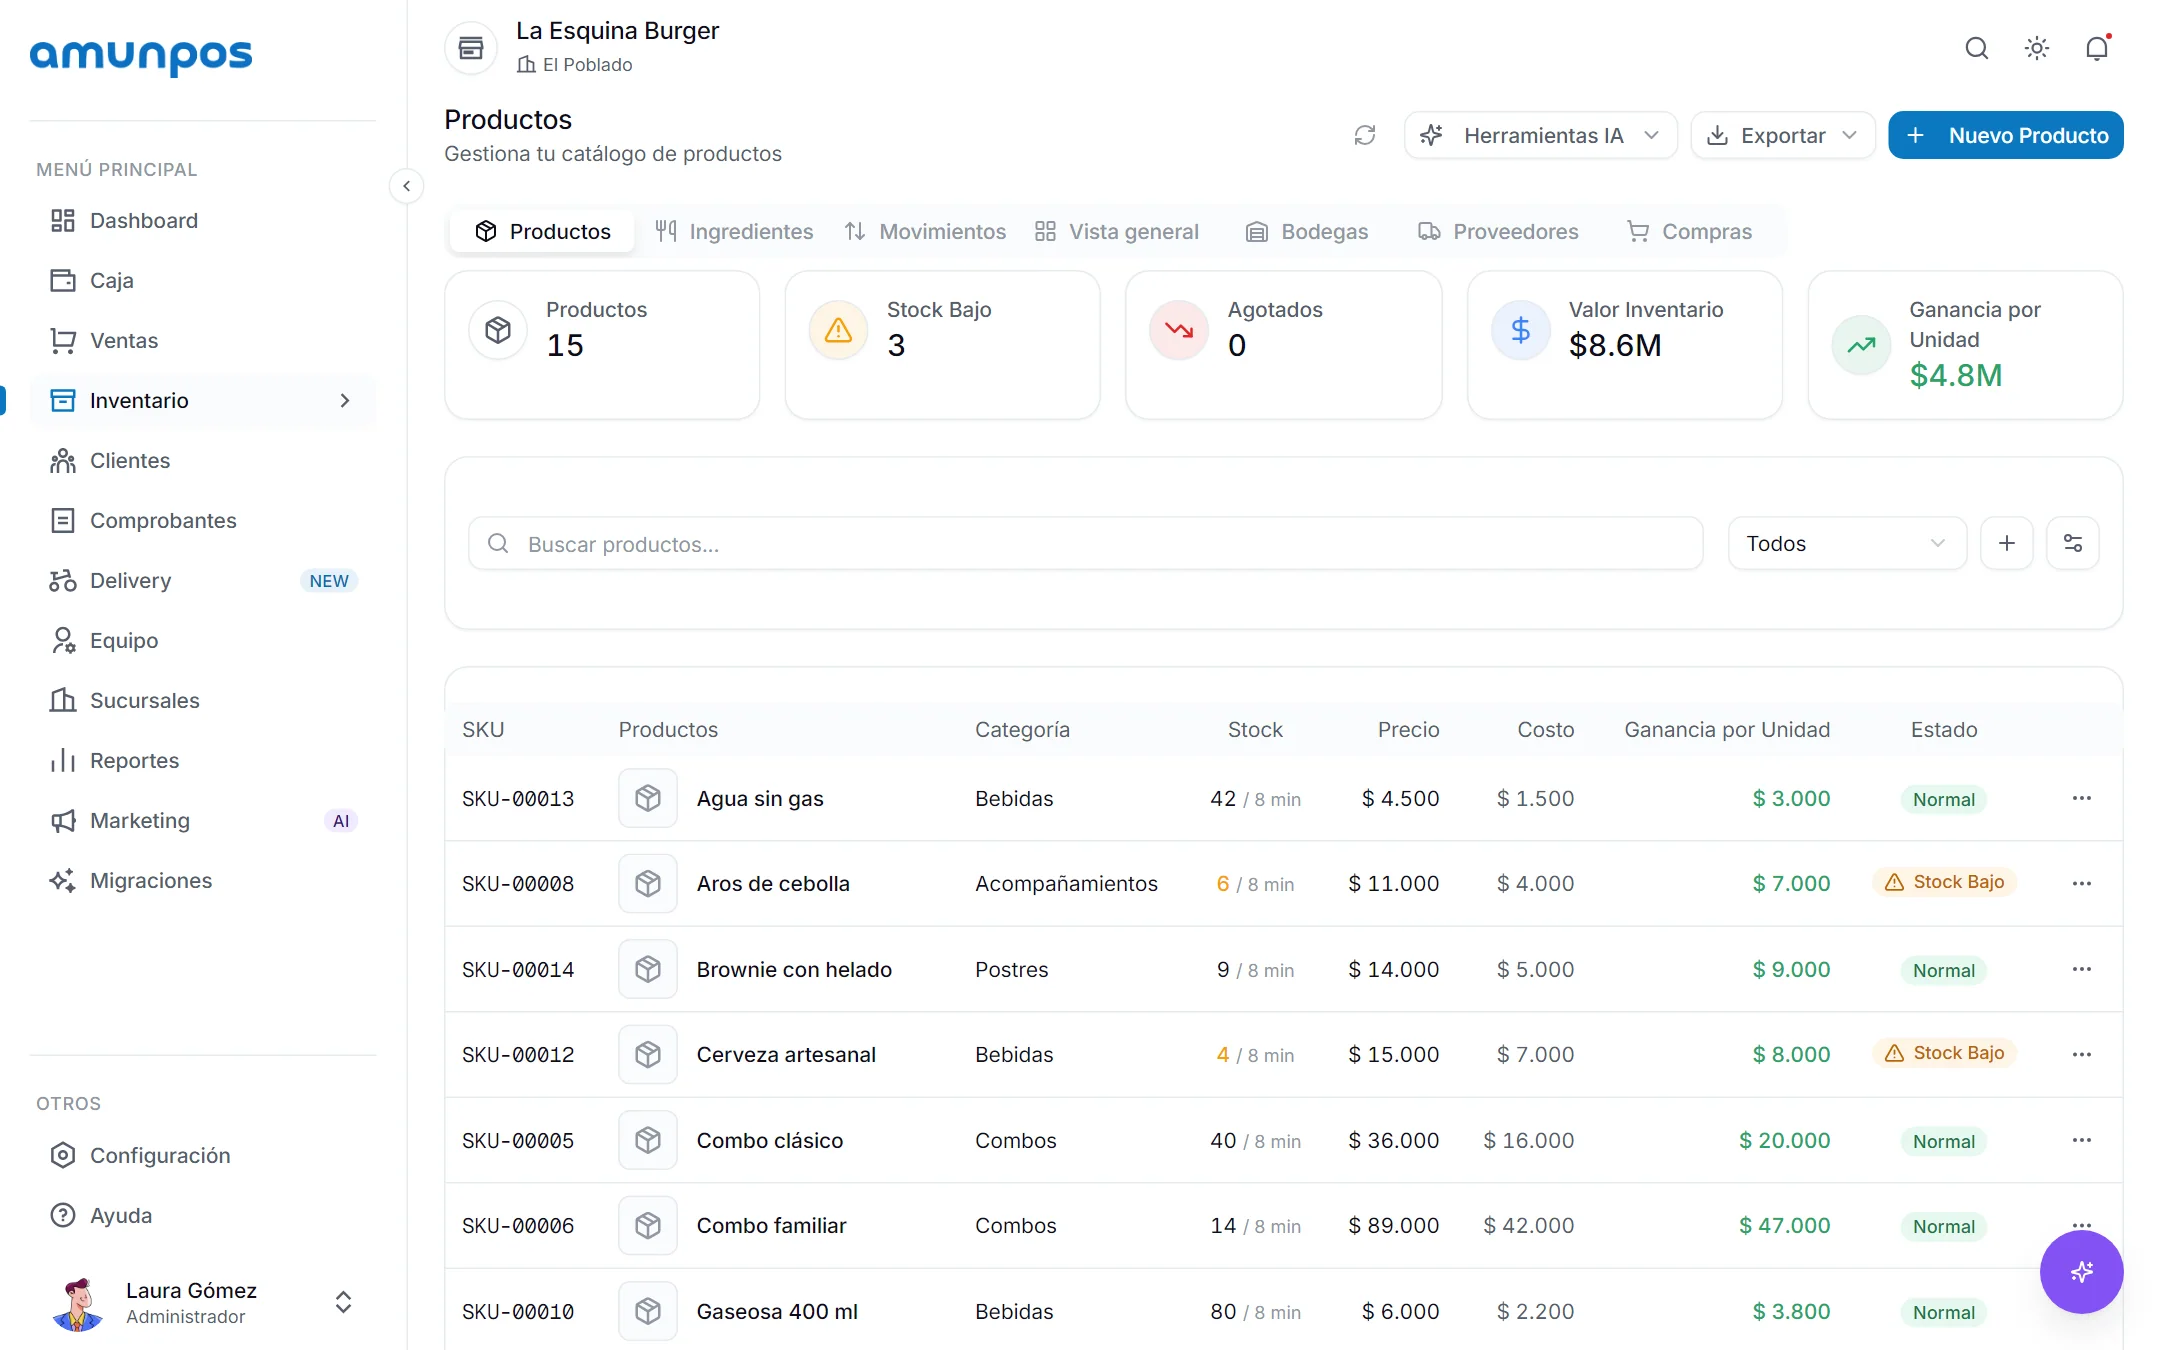 amunpos
La Esquina Burger
El Poblado
MENÚ PRINCIPAL
Dashboard
Caja
Ventas
Inventario
Clientes
Comprobantes
Delivery NEW
Equipo
Sucursales
Reportes
Marketing AI
Migraciones
OTROS
Configuración
Ayuda
Laura Gómez
Administrador
Productos
Gestiona tu catálogo de productos
Herramientas IA
Exportar
Nuevo Producto
Productos Ingredientes Movimientos Vista general Bodegas Proveedores Compras
Productos
15
Stock Bajo
3
Agotados
0
Valor Inventario
$8.6M
Ganancia por
Unidad
$4.8M
Buscar productos...
Todos
SKU Productos Categoría Stock Precio Costo Ganancia por Unidad Estado
SKU-00013 Agua sin gas Bebidas 42 / 8 min $ 4.500 $ 1.500 $ 3.000 Normal
SKU-00008 Aros de cebolla Acompañamientos 6 / 8 min $ 11.000 $ 4.000 $ 7.000 Stock Bajo
SKU-00014 Brownie con helado Postres 9 / 8 min $ 14.000 $ 5.000 $ 9.000 Normal
SKU-00012 Cerveza artesanal Bebidas 4 / 8 min $ 15.000 $ 7.000 $ 8.000 Stock Bajo
SKU-00005 Combo clásico Combos 40 / 8 min $ 36.000 $ 16.000 $ 20.000 Normal
SKU-00006 Combo familiar Combos 14 / 8 min $ 89.000 $ 42.000 $ 47.000 Normal
SKU-00010 Gaseosa 400 ml Bebidas 80 / 8 min $ 6.000 $ 2.200 $ 3.800 Normal